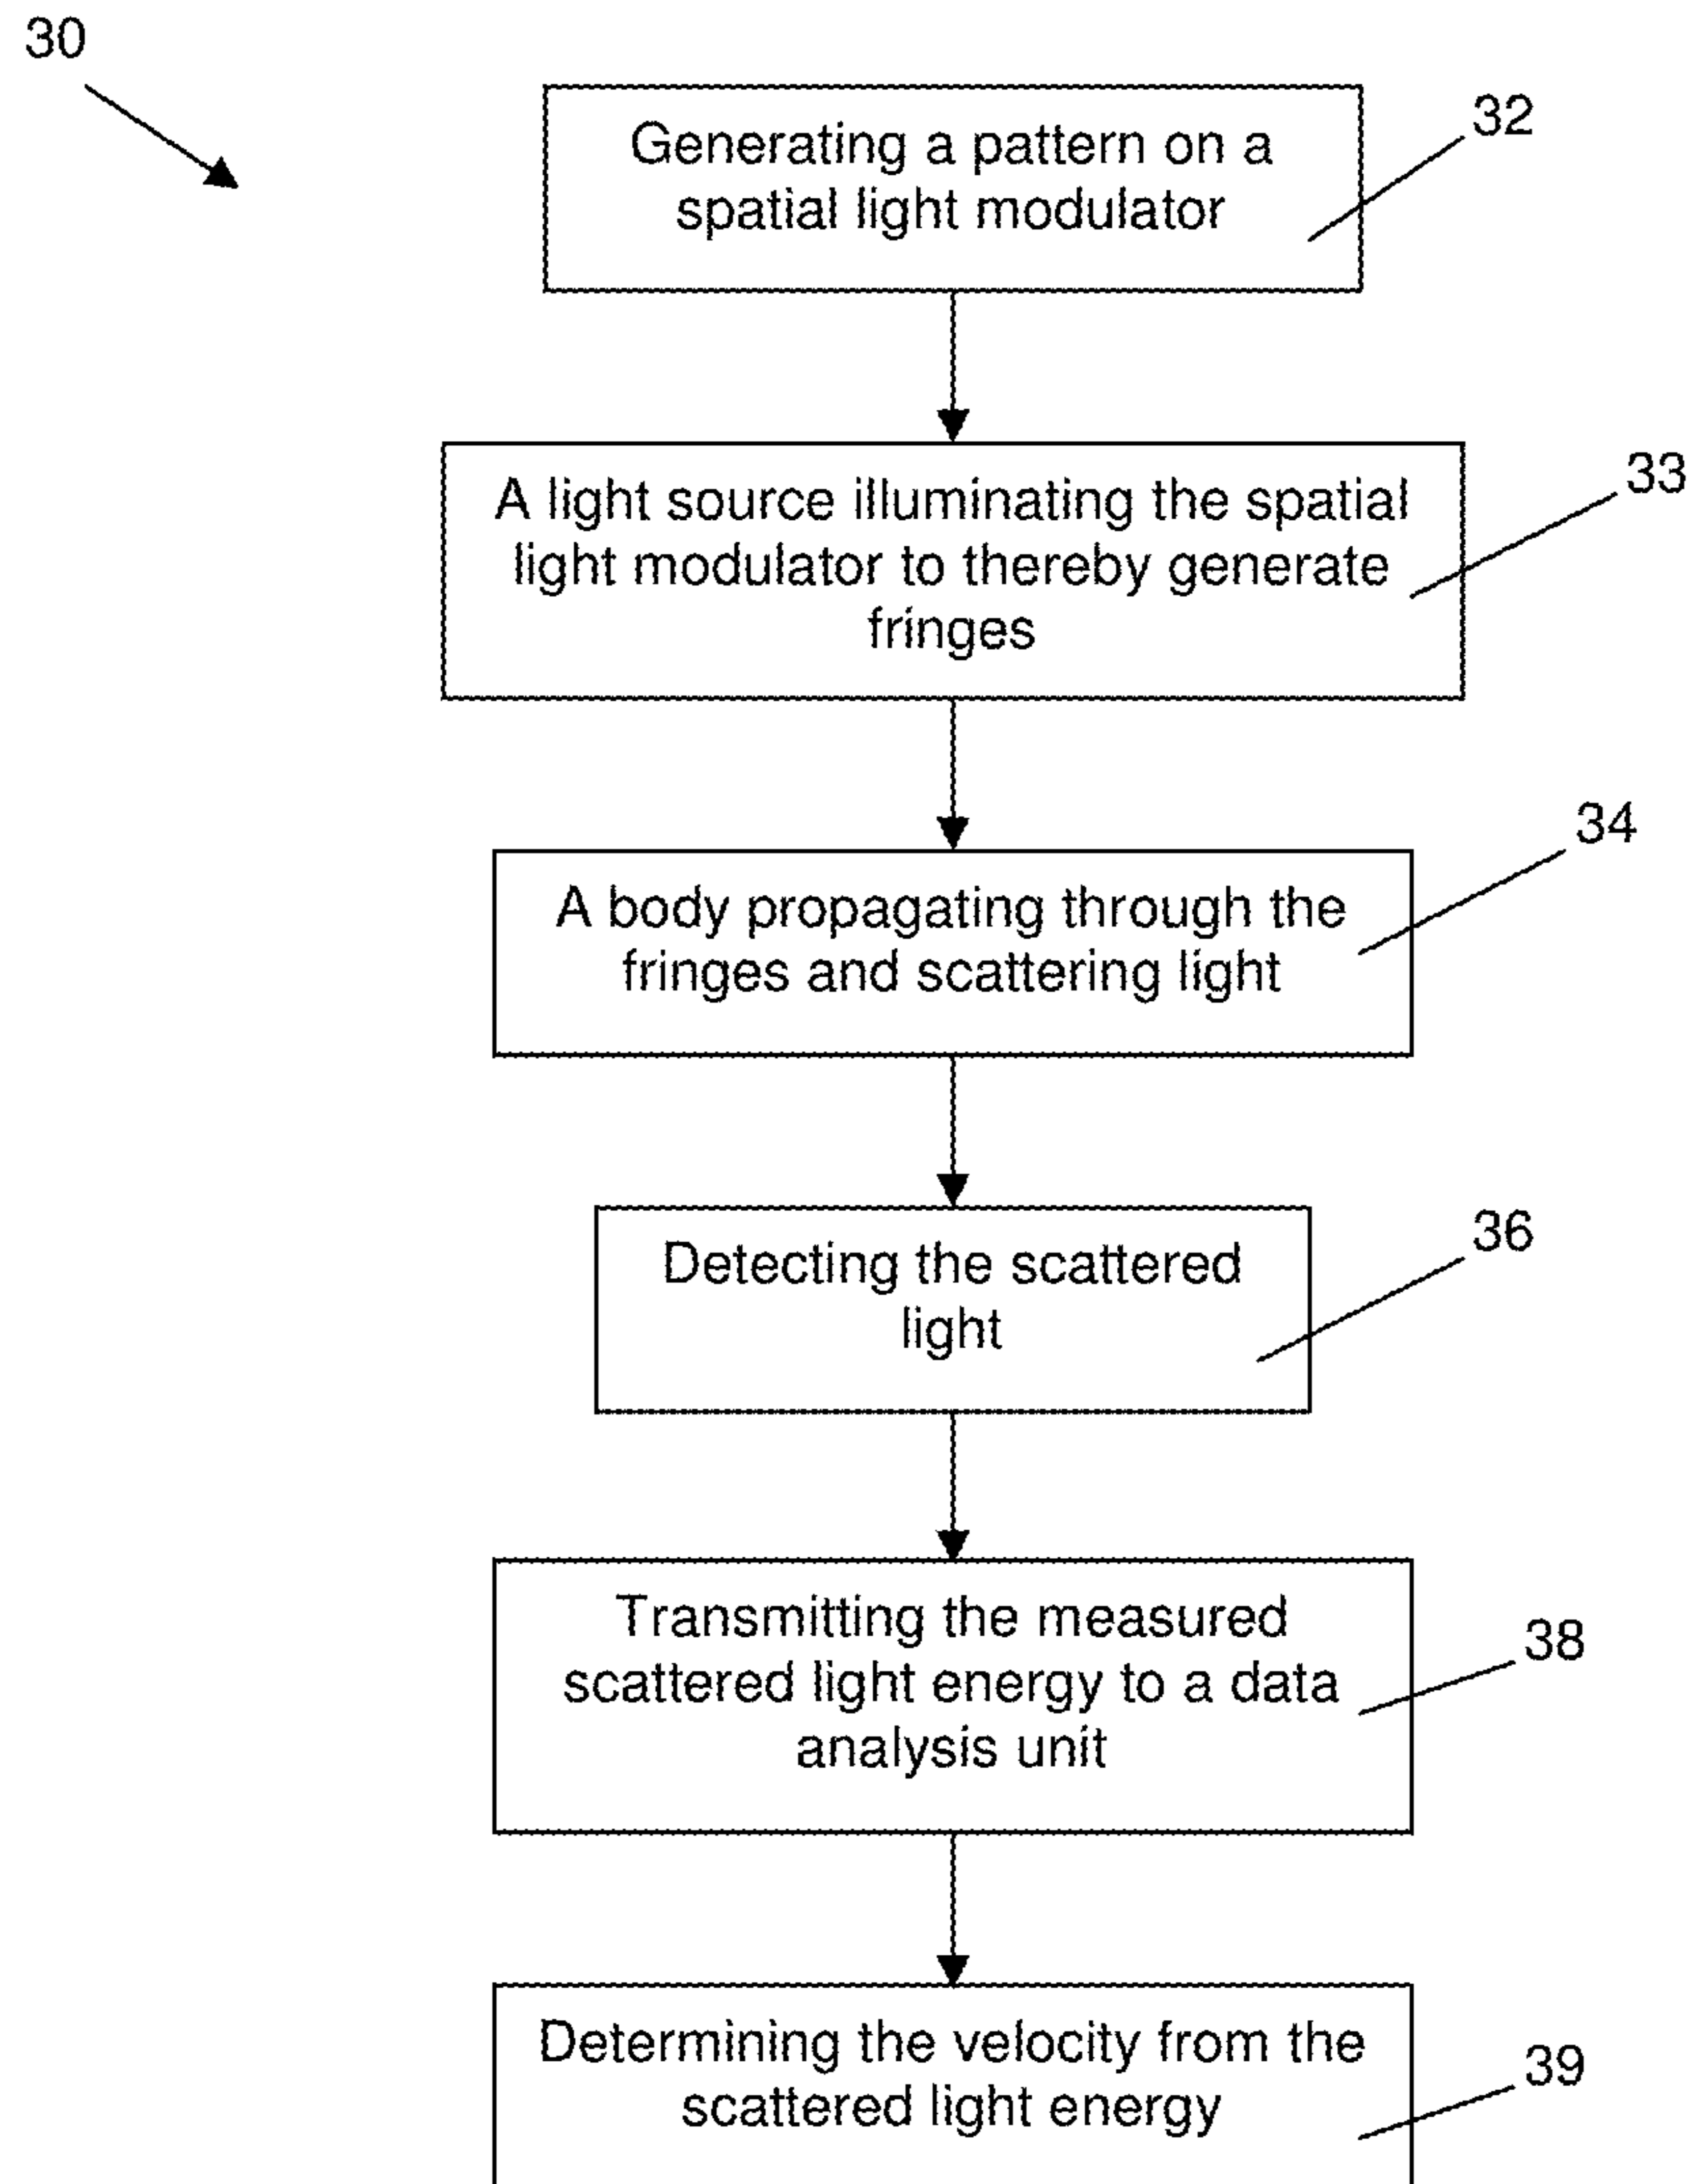 30
Generating a pattern on a
spatial light modulator
32
A light source illuminating the spatial
light modulator to thereby generate
fringes
33
A body propagating through the
fringes and scattering light
34
Detecting the scattered
light
36
Transmitting the measured
scattered light energy to a data
analysis unit
38
Determining the velocity from the
scattered light energy
39